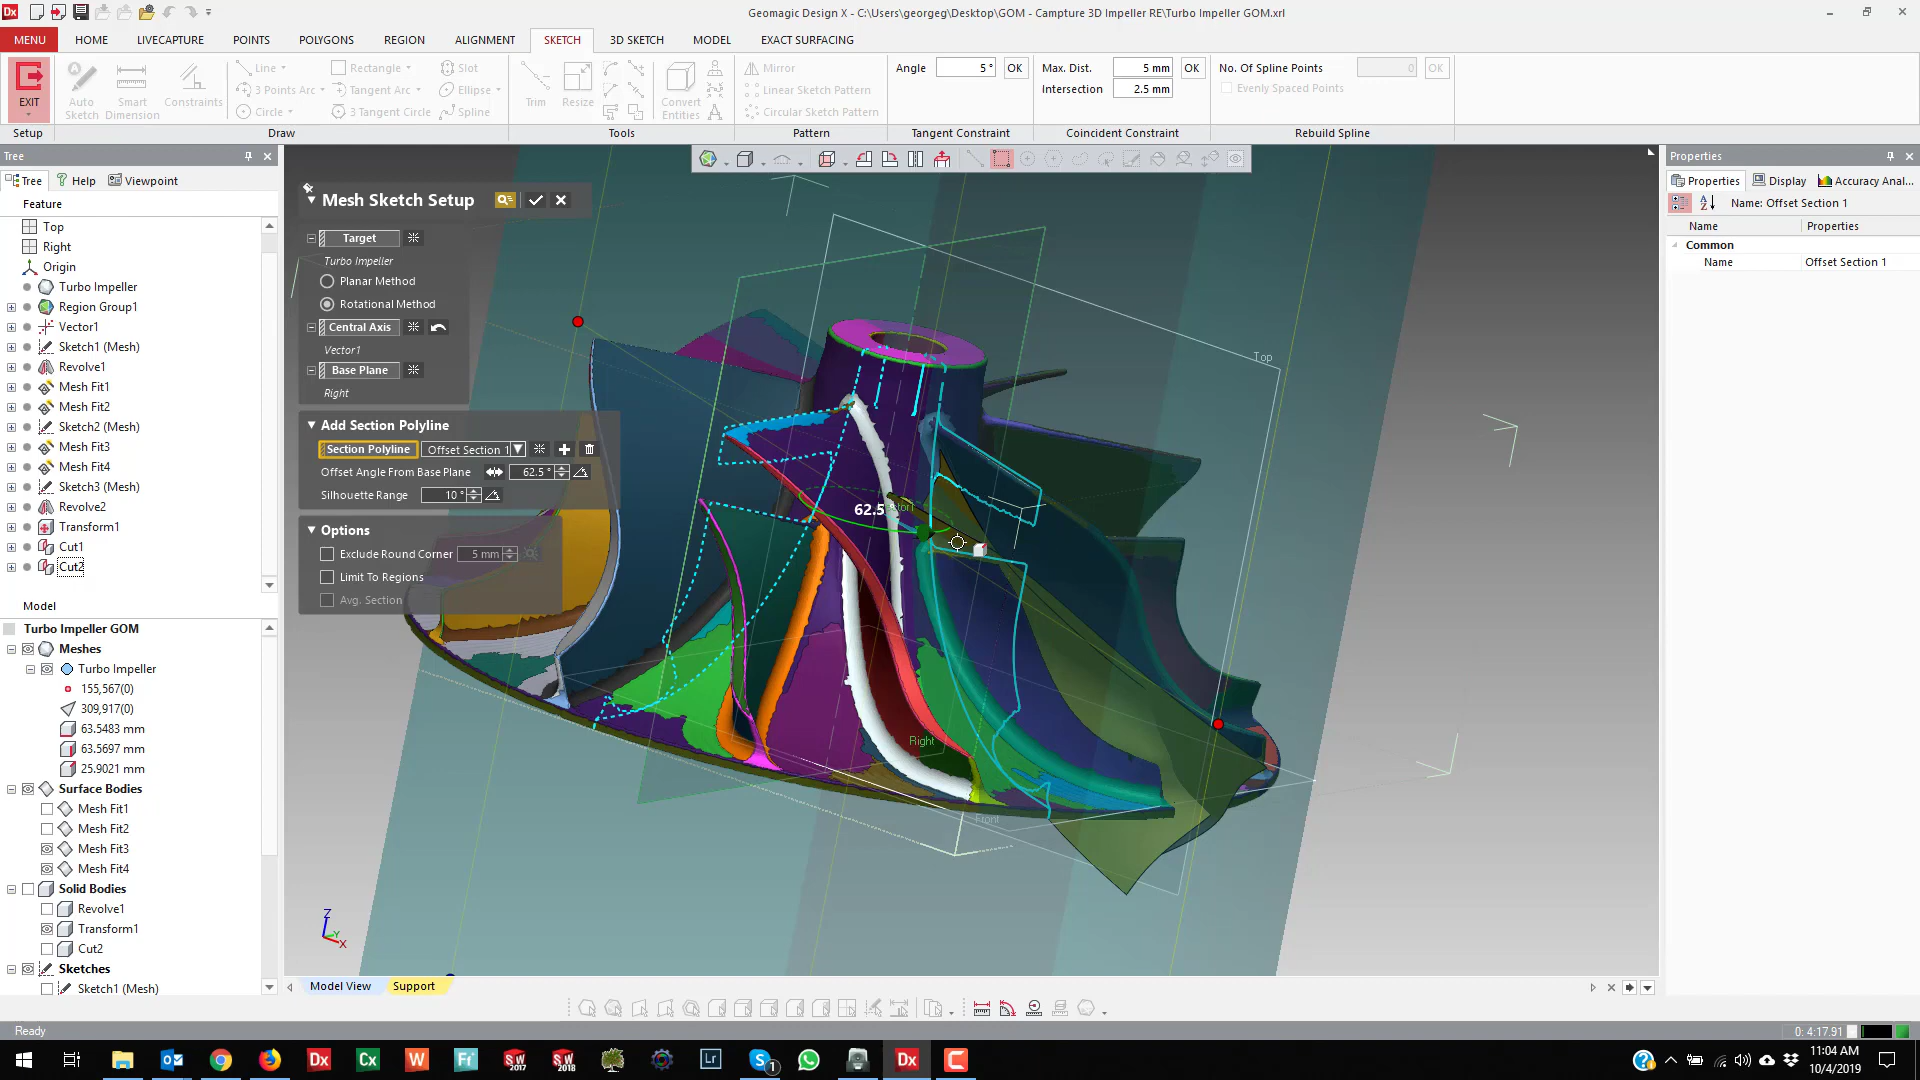 Dx
Geomagic Design X - C:\Users\georgeg\Desktop\GOM - Campture 3D Impeller RE\Turbo Impeller GOM.xrl
MENU HOME LIVECAPTURE POINTS POLYGONS REGION ALIGNMENT SKETCH 3D SKETCH MODEL EXACT SURFACING
EXIT
Auto Sketch
Smart Dimension
Constraints
Line Rectangle Slot
3 Points Arc Tangent Arc Ellipse
Circle 3 Tangent Circle Spline
Trim Resize
Convert Entities
Mirror
Linear Sketch Pattern
Circular Sketch Pattern
Angle 5 ° OK
Max. Dist. 5 mm OK
Intersection 2.5 mm
No. Of Spline Points 0 OK
Evenly Spaced Points
Setup Draw Tools Pattern Tangent Constraint Coincident Constraint Rebuild Spline
Tree
Tree Help Viewpoint
Feature
Top
Right
Origin
Turbo Impeller
Region Group1
Vector1
Sketch1 (Mesh)
Revolve1
Mesh Fit1
Mesh Fit2
Sketch2 (Mesh)
Mesh Fit3
Mesh Fit4
Sketch3 (Mesh)
Revolve2
Transform1
Cut1
Cut2
Model
Turbo Impeller GOM
Meshes
Turbo Impeller
155,567(0)
309,917(0)
63.5483 mm
63.5697 mm
25.9021 mm
Surface Bodies
Mesh Fit1
Mesh Fit2
Mesh Fit3
Mesh Fit4
Solid Bodies
Revolve1
Transform1
Cut2
Sketches
Sketch1 (Mesh)
Mesh Sketch Setup
Target
Turbo Impeller
Planar Method
Rotational Method
Central Axis
Vector1
Base Plane
Right
Add Section Polyline
Section Polyline Offset Section 1
Offset Angle From Base Plane 62.5 °
Silhouette Range 10 °
Options
Exclude Round Corner 5 mm
Limit To Regions
Avg. Section
Top
62.5
Right
Front
Z
Y
X
Model View Support
Properties
Properties Display Accuracy Anal...
Name: Offset Section 1
Name Properties
Common
Name Offset Section 1
Ready
0: 4:17.91
Dx Cx W Fr SW 2017 SW 2018 Lr S 1 Dx C
11:04 AM
10/4/2019